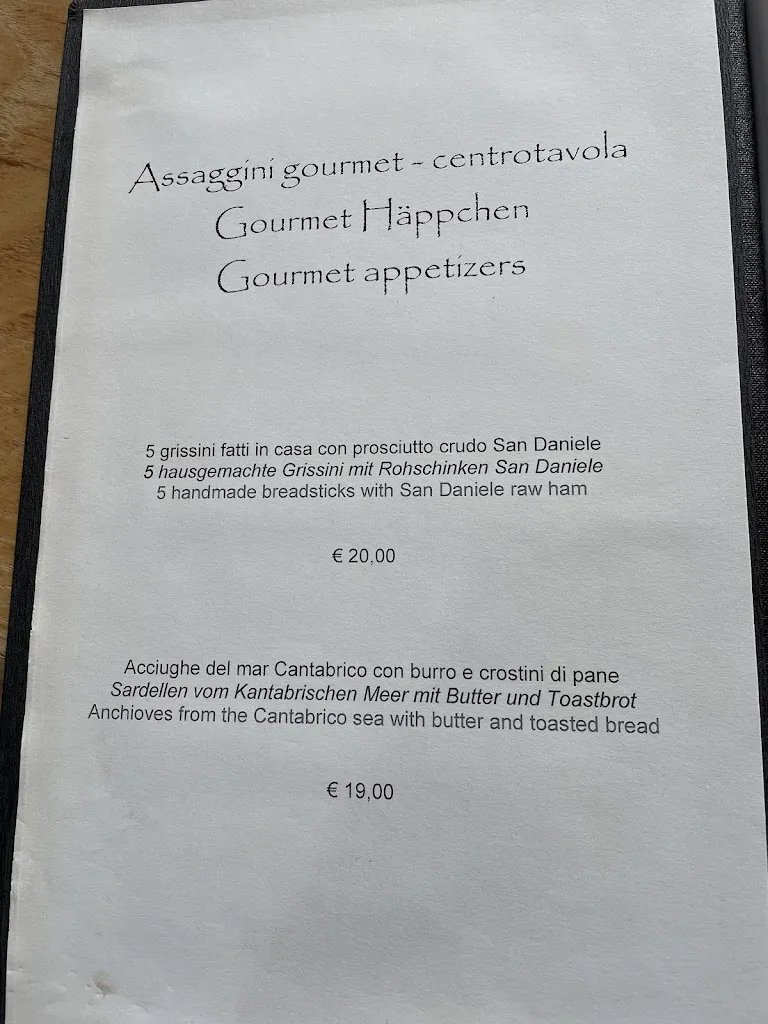 Assaggini gourmet - centrotavola
Gourmet Häppchen
Gourmet appetizers
5 grissini fatti in casa con prosciutto crudo San Daniele
5 hausgemachte Grissini mit Rohschinken San Daniele
5 handmade breadsticks with San Daniele raw ham
€ 20,00
Acciughe del mar Cantabrico con burro e crostini di pane
Sardellen vom Kantabrischen Meer mit Butter und Toastbrot
Anchioves from the Cantabrico sea with butter and toasted bread
€ 19,00